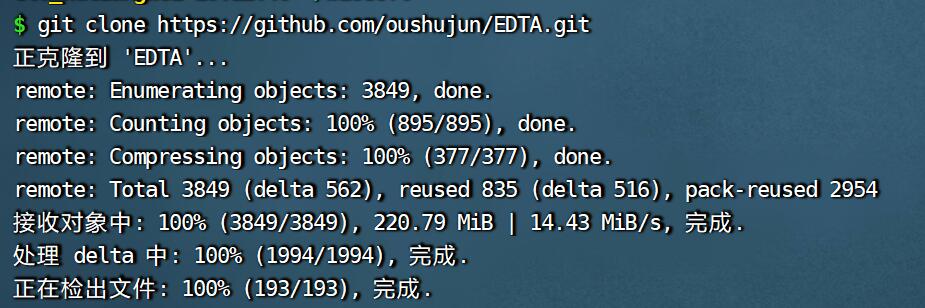 $ git clone https://github.com/oushujun/EDTA.git
正克隆到 'EDTA'...
remote: Enumerating objects: 3849, done.
remote: Counting objects: 100% (895/895), done.
remote: Compressing objects: 100% (377/377), done.
remote: Total 3849 (delta 562), reused 835 (delta 516), pack-reused 2954
接收对象中: 100% (3849/3849), 220.79 MiB | 14.43 MiB/s, 完成.
处理 delta 中: 100% (1994/1994), 完成.
正在检出文件: 100% (193/193), 完成.